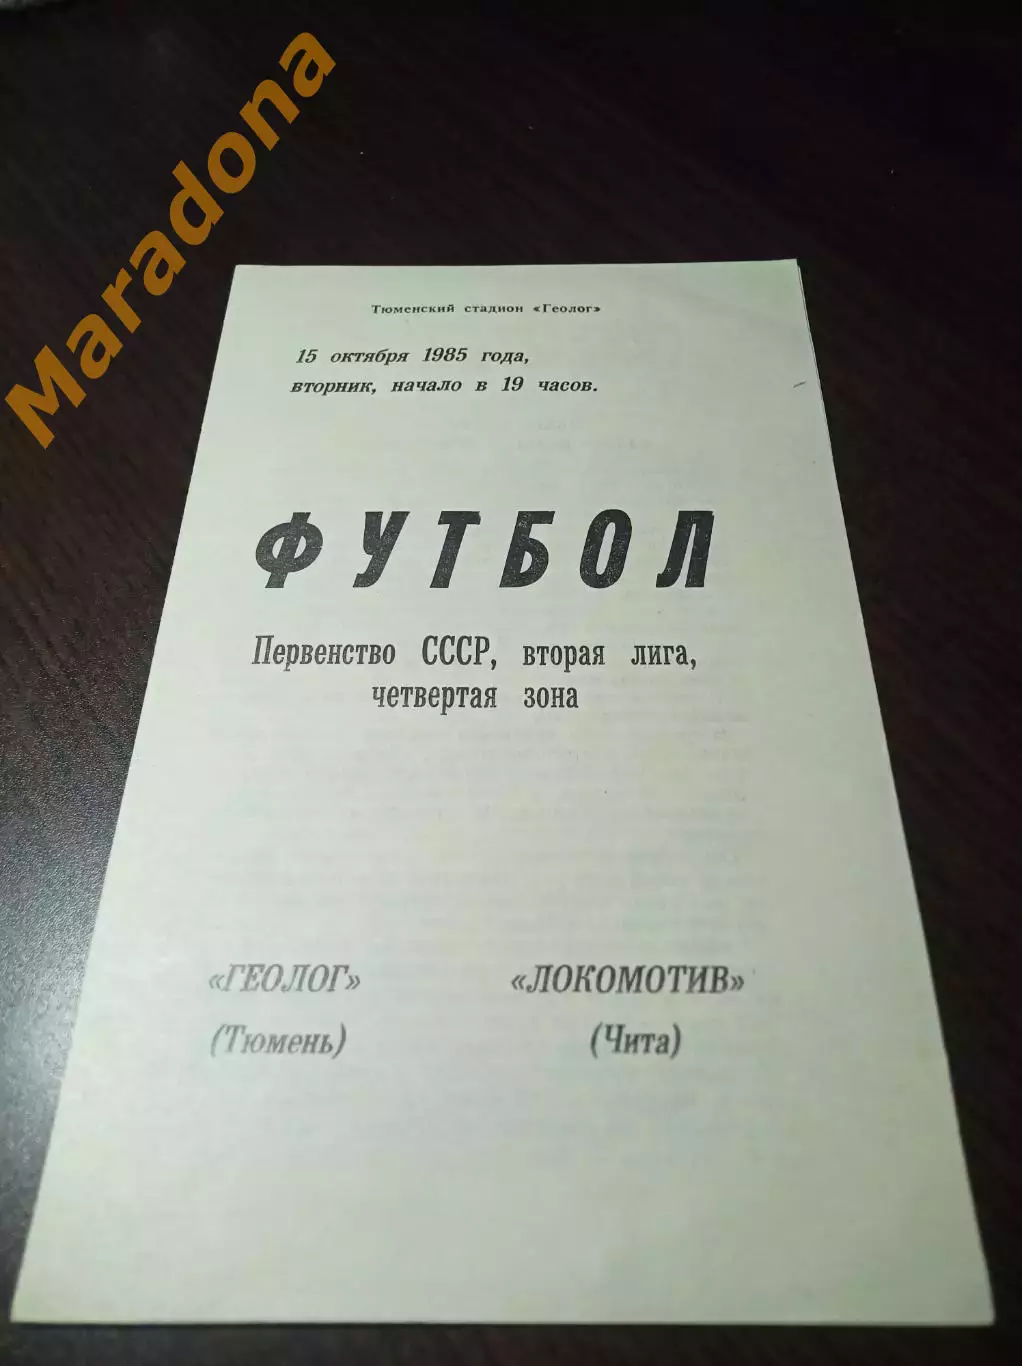 Maradona
Тюменский стадион «Геолог»
15 октября 1985 года,
вторник, начало в 19 часов.
ФУТБОЛ
Первенство СССР, вторая лига,
четвертая зона
«ГЕОЛОГ» «ЛОКОМОТИВ»
(Тюмень) (Чита)